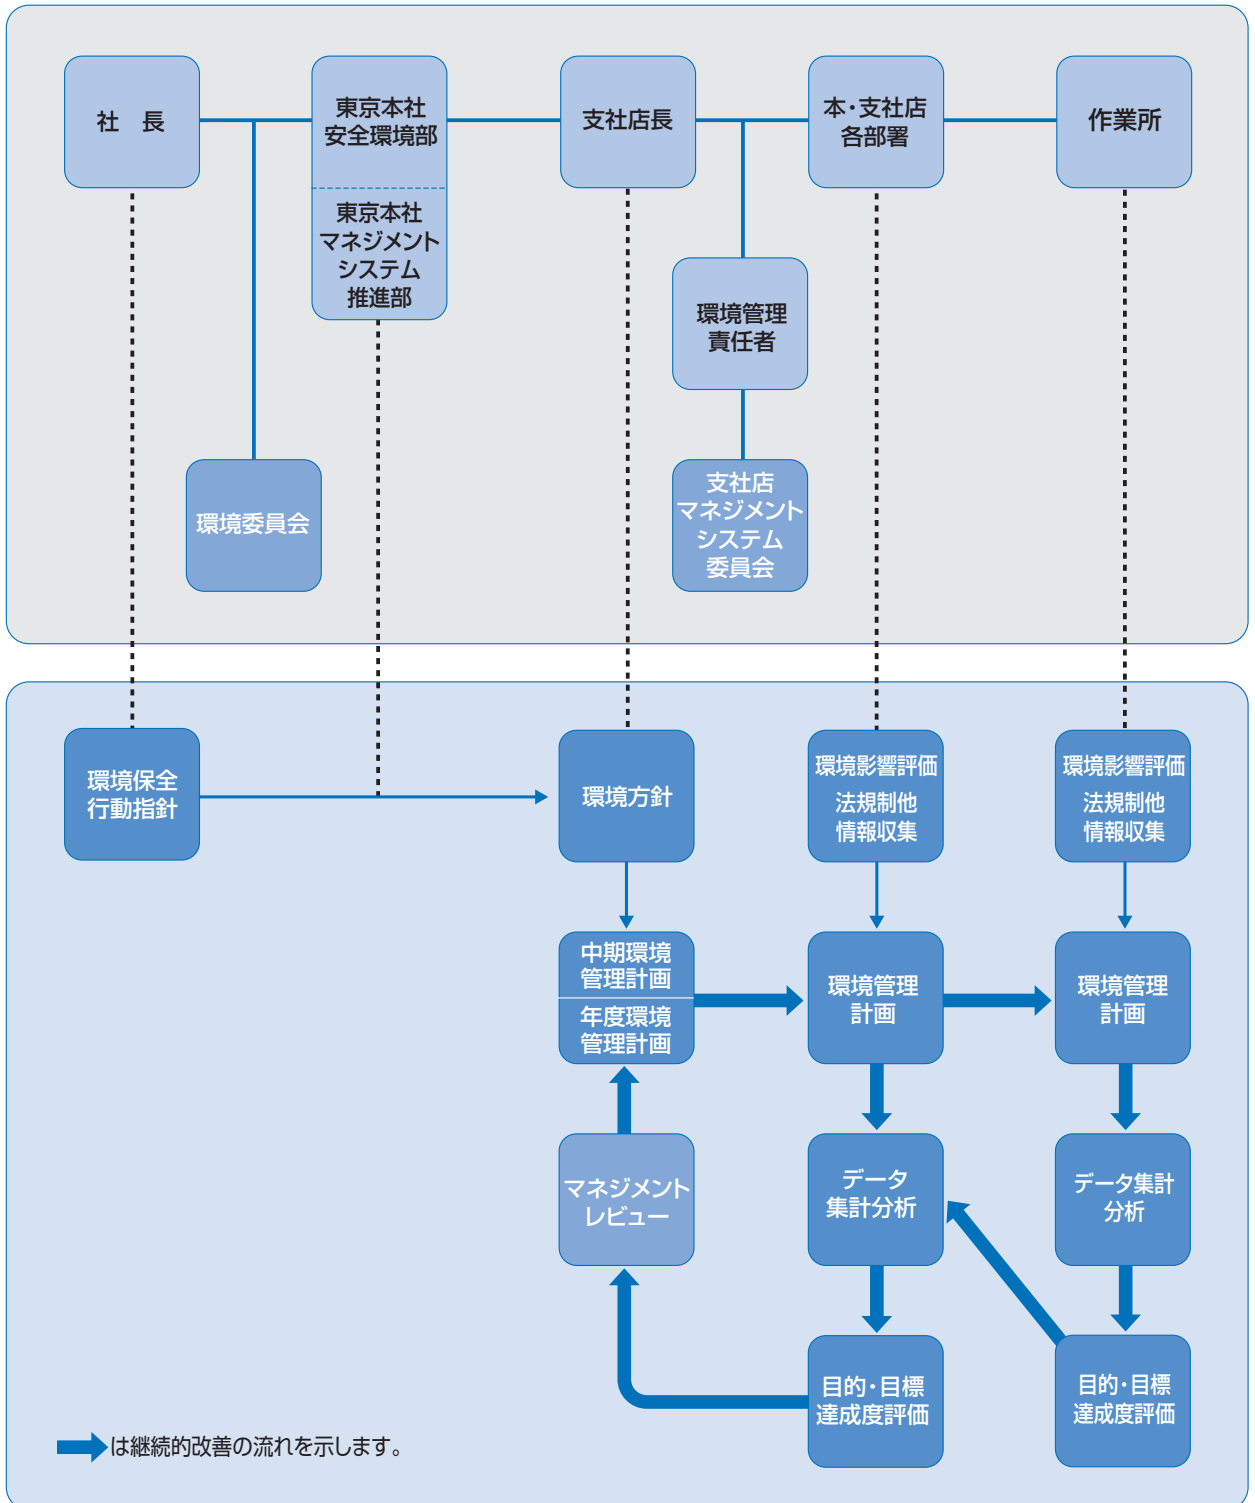 社　長
東京本社
安全環境部
東京本社
マネジメント
システム
推進部
支社店長
本・支社店
各部署
作業所
環境管理
責任者
環境委員会
支社店
マネジメント
システム
委員会
環境保全
行動指針
環境方針
環境影響評価
法規制他
情報収集
環境影響評価
法規制他
情報収集
中期環境
管理計画
年度環境
管理計画
環境管理
計画
環境管理
計画
マネジメント
レビュー
データ
集計分析
データ集計
分析
目的・目標
達成度評価
目的・目標
達成度評価
は継続的改善の流れを示します。